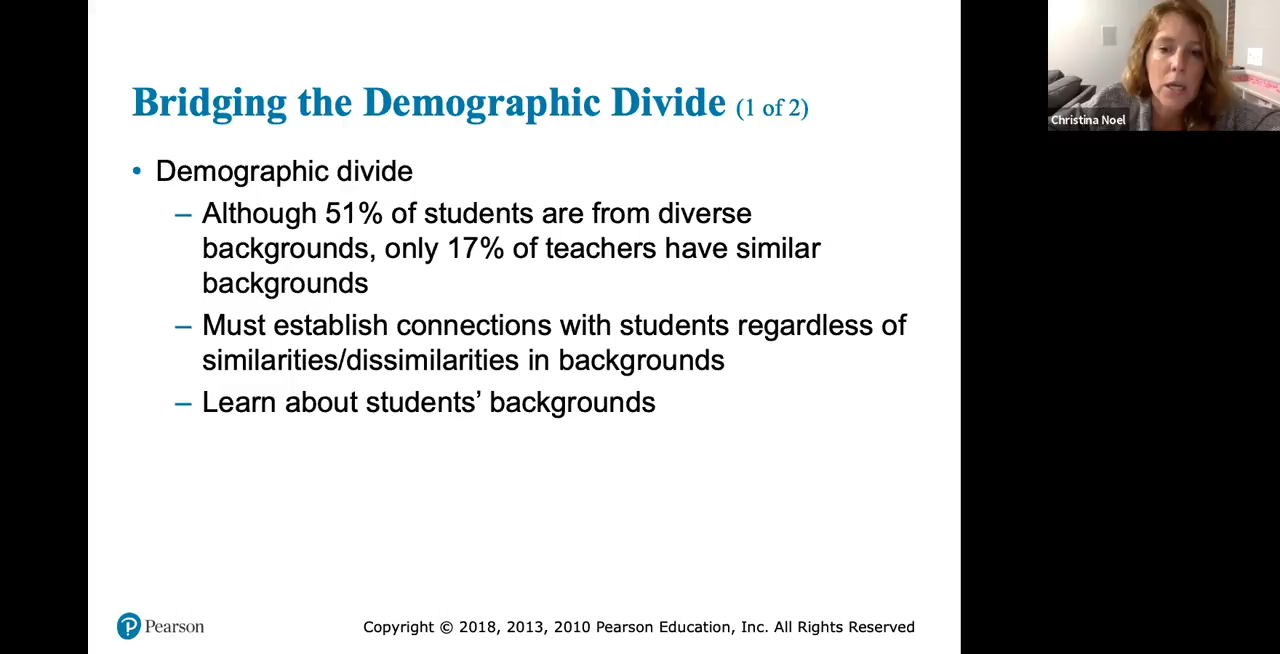 Bridging the Demographic Divide (1 of 2)
• Demographic divide
– Although 51% of students are from diverse
backgrounds, only 17% of teachers have similar
backgrounds
– Must establish connections with students regardless of
similarities/dissimilarities in backgrounds
– Learn about students’ backgrounds
P Pearson
Copyright © 2018, 2013, 2010 Pearson Education, Inc. All Rights Reserved
Christina Noel